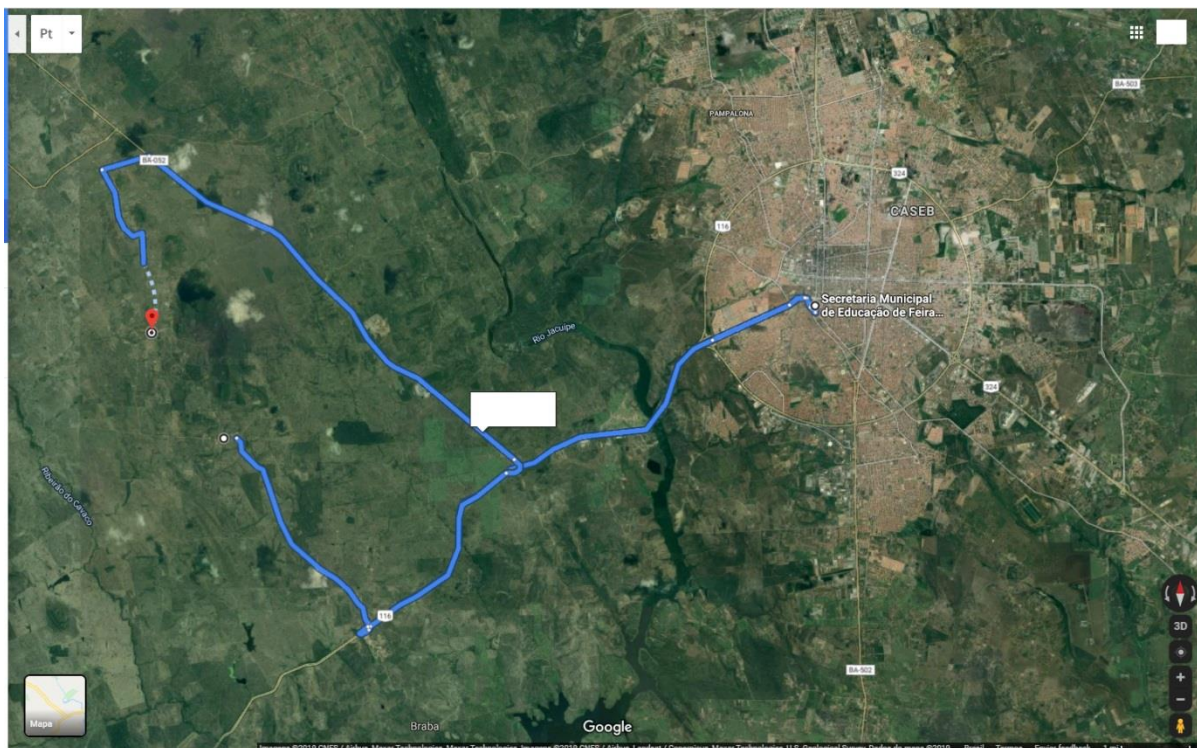 Pt
BA-503
PAMPALONA
BA-052
324
CASEB
116
Secretaria Municipal
de Educação de Feira...
Rio Jacuípe
324
Ribeirão do Cavaco
116
3D
BA-502
Mapa
Braba
Google